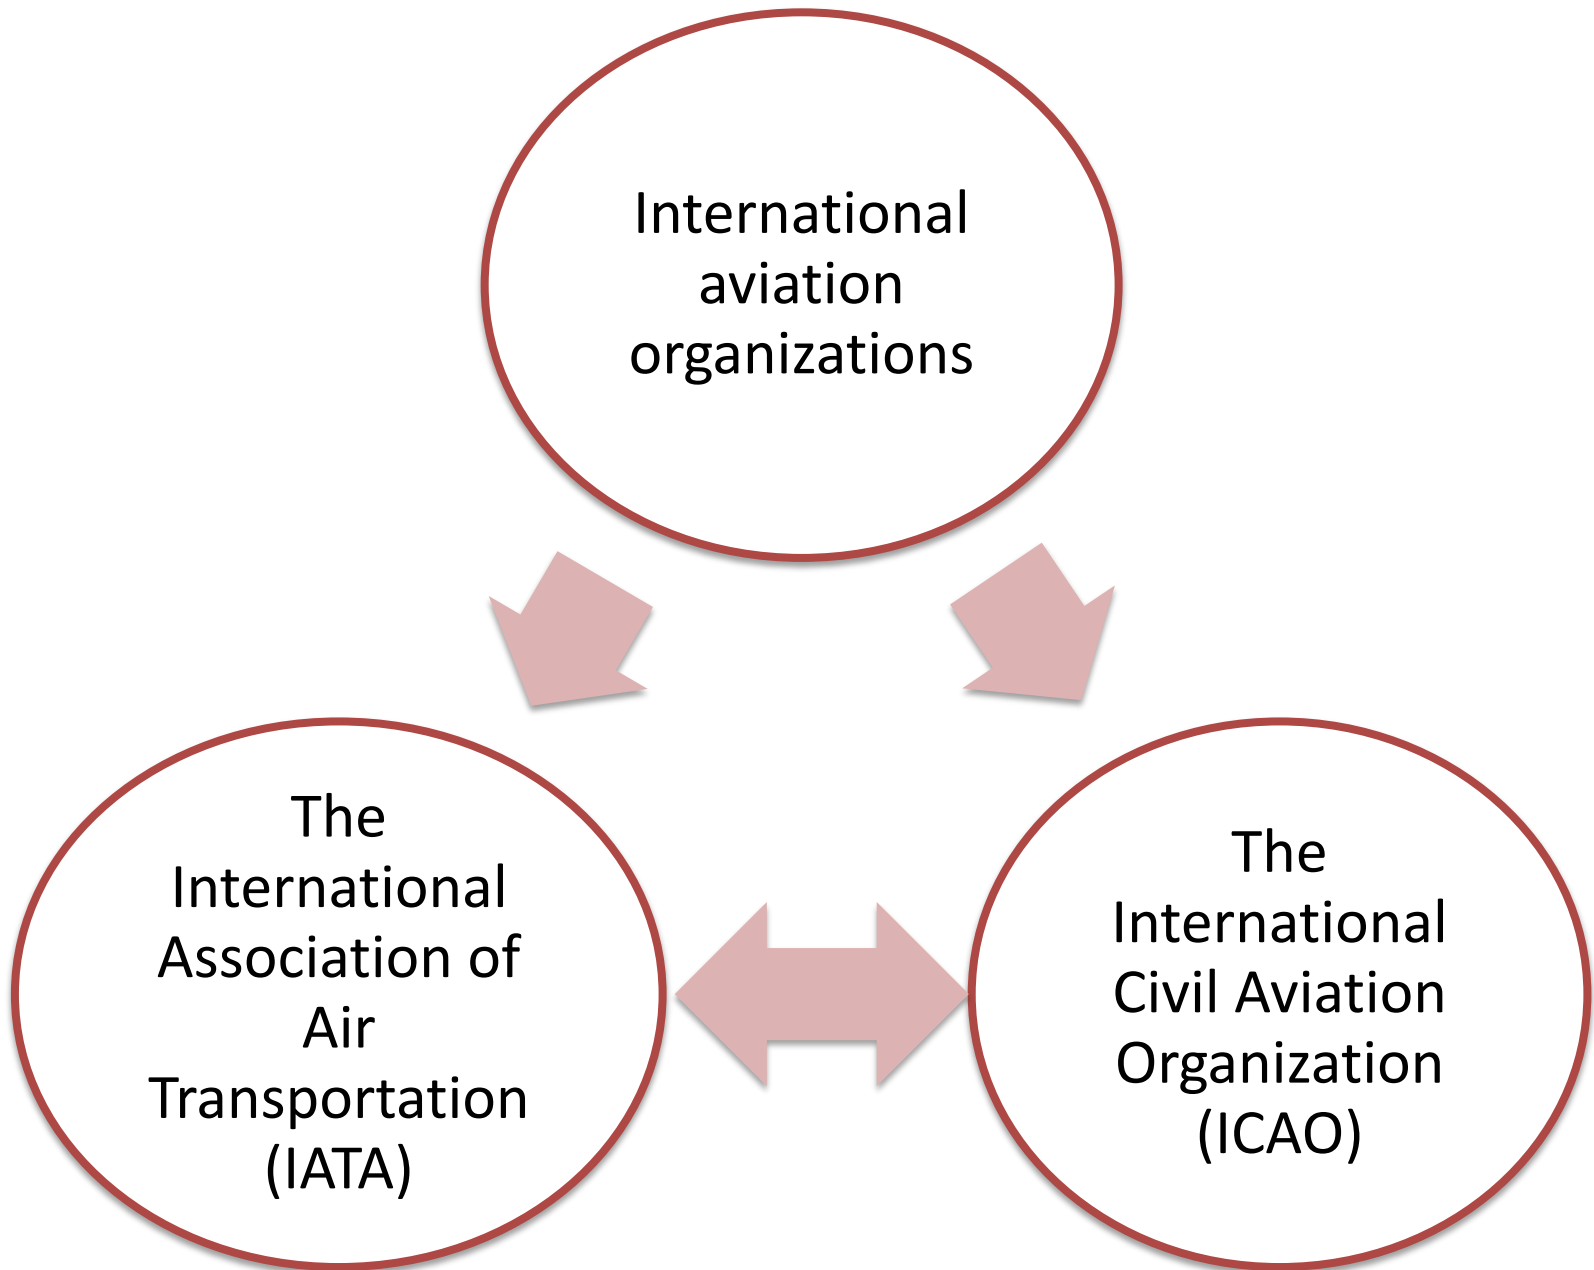 International
aviation
organizations
The
International
Association of
Air
Transportation
(IATA)
The
International
Civil Aviation
Organization
(ICAO)